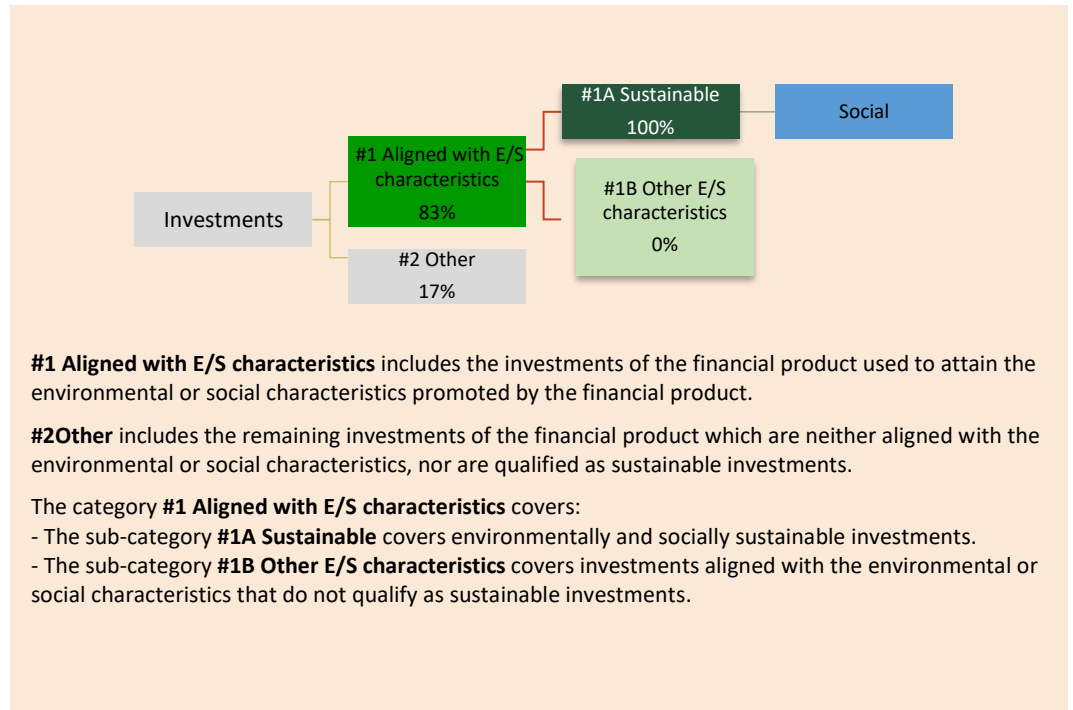 #1A Sustainable
100%
Social
#1 Aligned with E/S
characteristics
83%
#1B Other E/S
characteristics
0%
Investments
#2 Other
17%
#1 Aligned with E/S characteristics includes the investments of the financial product used to attain the
environmental or social characteristics promoted by the financial product.
#2Other includes the remaining investments of the financial product which are neither aligned with the
environmental or social characteristics, nor are qualified as sustainable investments.
The category #1 Aligned with E/S characteristics covers:
- The sub-category #1A Sustainable covers environmentally and socially sustainable investments.
- The sub-category #1B Other E/S characteristics covers investments aligned with the environmental or
social characteristics that do not qualify as sustainable investments.